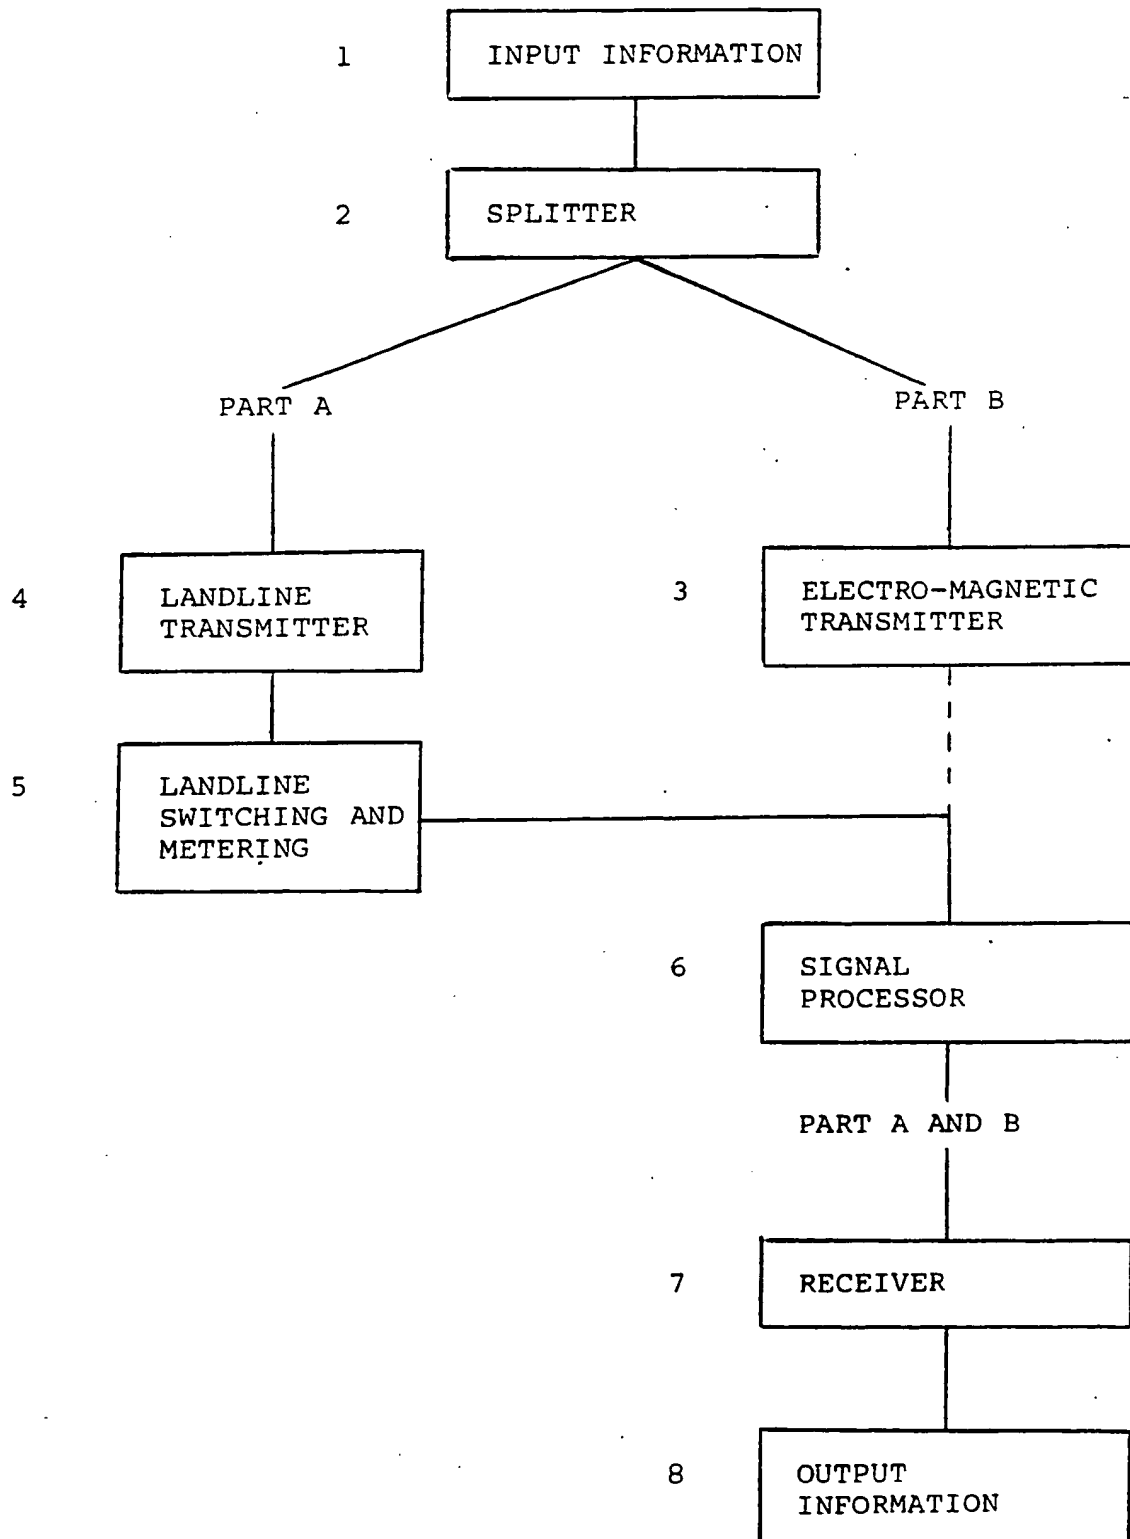 1
INPUT INFORMATION
2
SPLITTER
PART A
PART B
4
LANDLINE
TRANSMITTER
3
ELECTRO-MAGNETIC
TRANSMITTER
5
LANDLINE
SWITCHING AND
METERING
6
SIGNAL
PROCESSOR
PART A AND B
7
RECEIVER
8
OUTPUT
INFORMATION